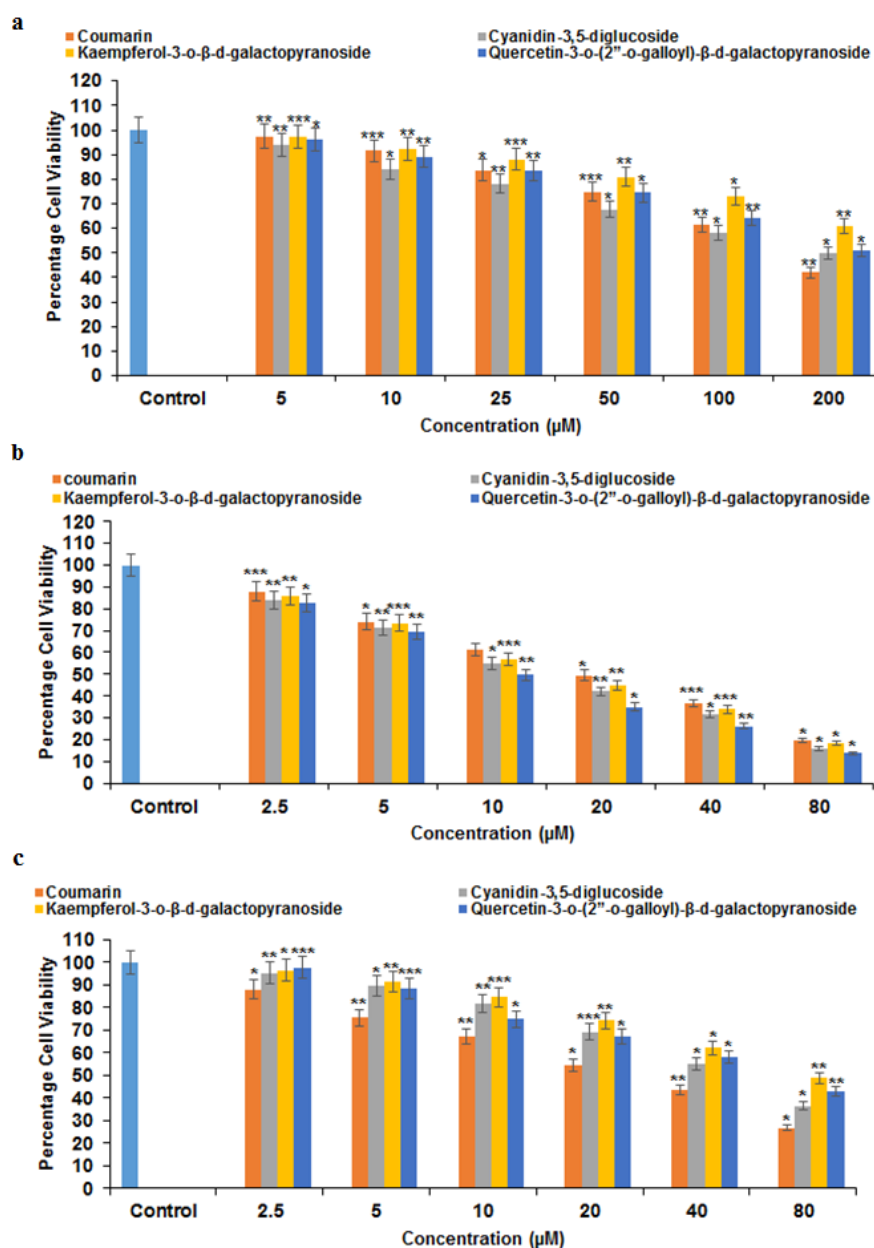 a
Coumarin Cyanidin-3,5-diglucoside
Kaempferol-3-o-β-d-galactopyranoside Quercetin-3-o-(2”-o-galloyl)-β-d-galactopyranoside
Percentage Cell Viability
120
110
100
90
80
70
60
50
40
30
20
10
0
** ** *** *
*** * ** **
* ** *** **
*** * ** *
** * * **
** * ** *
Control 5 10 25 50 100 200
Concentration (µM)
b
coumarin Cyanidin-3,5-diglucoside
Kaempferol-3-o-β-d-galactopyranoside Quercetin-3-o-(2”-o-galloyl)-β-d-galactopyranoside
Percentage Cell Viability
120
110
100
90
80
70
60
50
40
30
20
10
0
*** ** ** *
* ** *** **
* *** **
* ** ** *
*** * *** **
* * * *
Control 2.5 5 10 20 40 80
Concentration (µM)
c
Coumarin Cyanidin-3,5-diglucoside
Kaempferol-3-o-β-d-galactopyranoside Quercetin-3-o-(2”-o-galloyl)-β-d-galactopyranoside
Percentage Cell Viability
110
100
90
80
70
60
50
40
30
20
10
0
* ** * ***
** * ** ***
** ** *** *
* *** ** *
** * * *
* * ** **
Control 2.5 5 10 20 40 80
Concentration (µM)